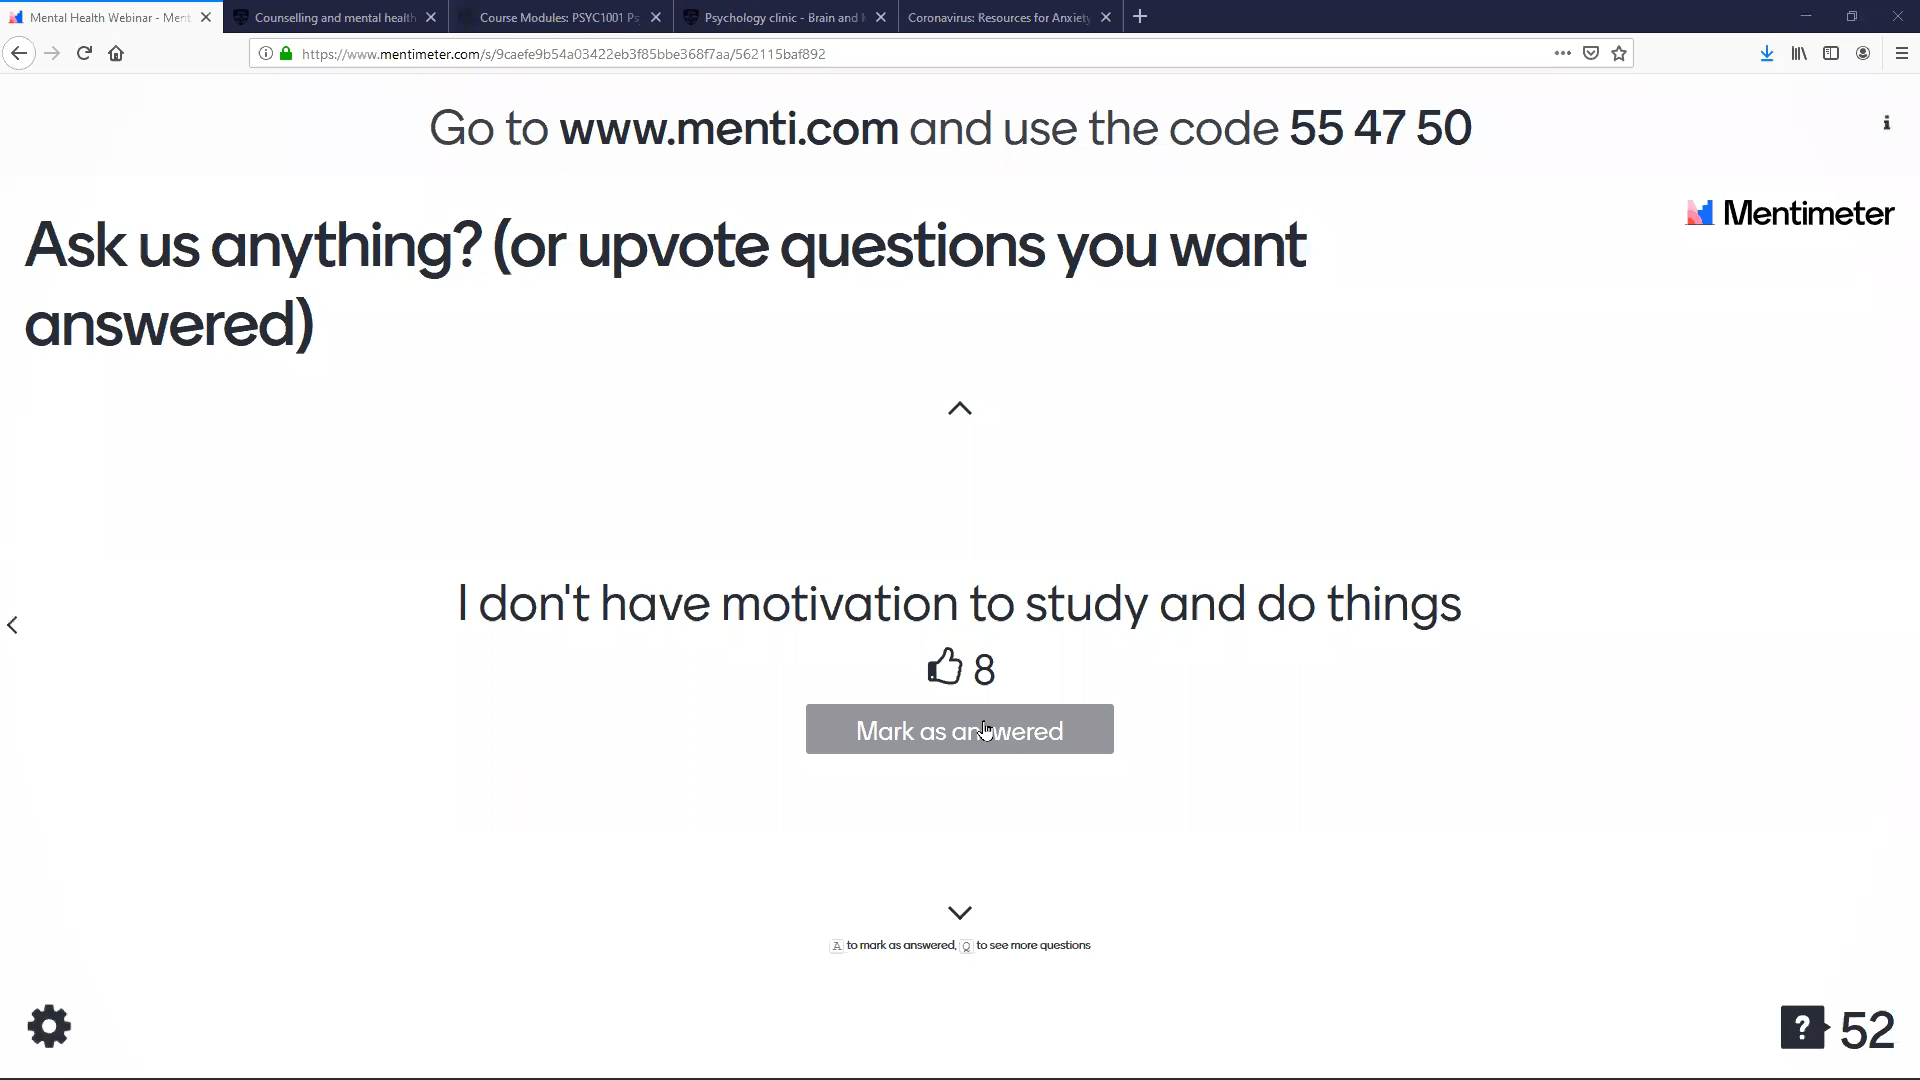 Mental Health Webinar - Ment
Counselling and mental health
Course Modules: PSYC1001 Ps
Psychology clinic - Brain and
Coronavirus: Resources for Anxiety
https://www.mentimeter.com/s/9caefe9b54a03422eb3f85bbe368f7aa/562115baf892
Go to www.menti.com and use the code 55 47 50
Mentimeter
Ask us anything? (or upvote questions you want
answered)
I don't have motivation to study and do things
8
Mark as answered
A to mark as answered, Q to see more questions
? 52